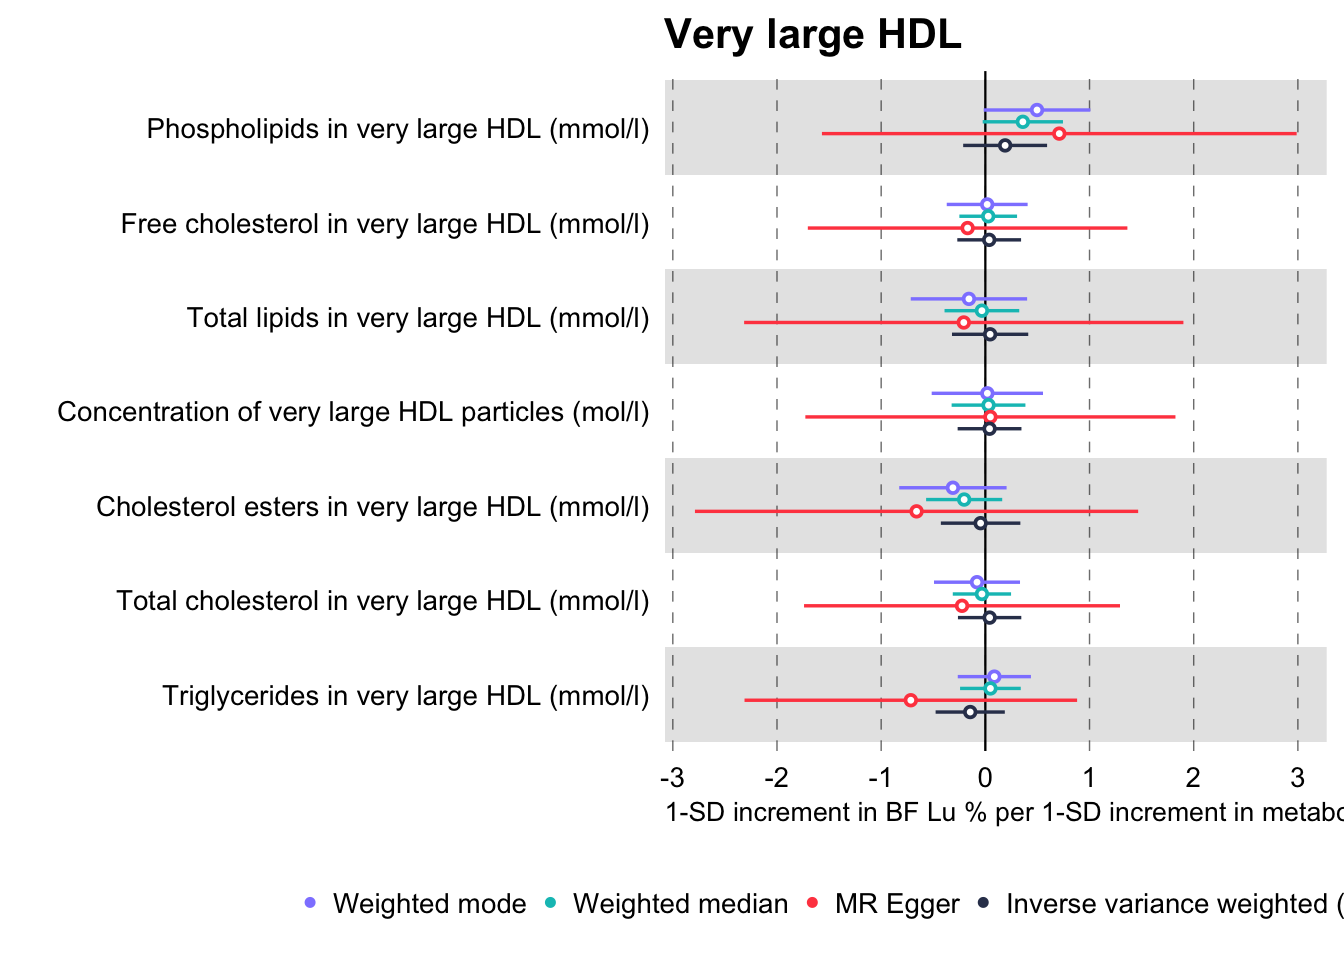 Very large HDL
Phospholipids in very large HDL (mmol/l)
Free cholesterol in very large HDL (mmol/l)
Total lipids in very large HDL (mmol/l)
Concentration of very large HDL particles (mol/l)
Cholesterol esters in very large HDL (mmol/l)
Total cholesterol in very large HDL (mmol/l)
Triglycerides in very large HDL (mmol/l)
-3 -2 -1 0 1 2 3
1-SD increment in BF Lu % per 1-SD increment in
Weighted mode Weighted median MR Egger Inverse variance weighted (